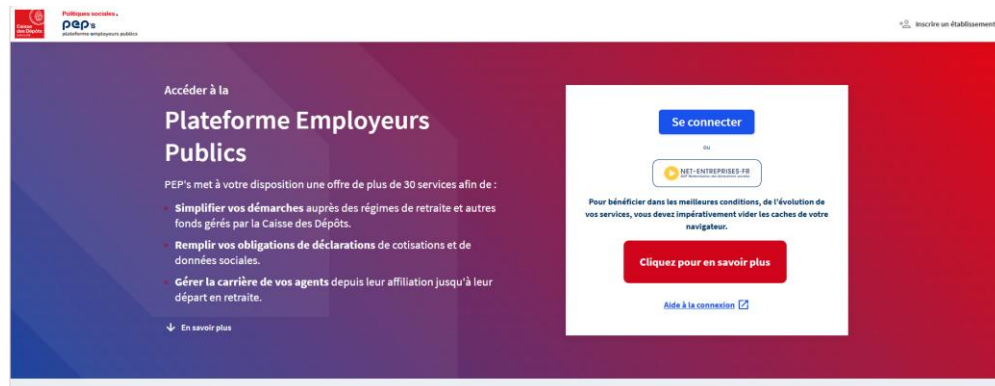 Caisse
des Dépôts
Politiques sociales
pep's
plateforme employeurs publics
Inscrire un établissement
Accéder à la
Plateforme Employeurs
Publics
PEP's met à votre disposition une offre de plus de 30 services afin de :
Simplifier vos démarches auprès des régimes de retraite et autres
fonds gérés par la Caisse des Dépôts.
Remplir vos obligations de déclarations de cotisations et de
données sociales.
Gérer la carrière de vos agents depuis leur affiliation jusqu'à leur
départ en retraite.
En savoir plus
Se connecter
ou
NET-ENTREPRISES-FR
Pour bénéficier dans les meilleures conditions, de l'évolution de
vos services, vous devez impérativement vider les caches de votre
navigateur.
Cliquez pour en savoir plus
Aide à la connexion